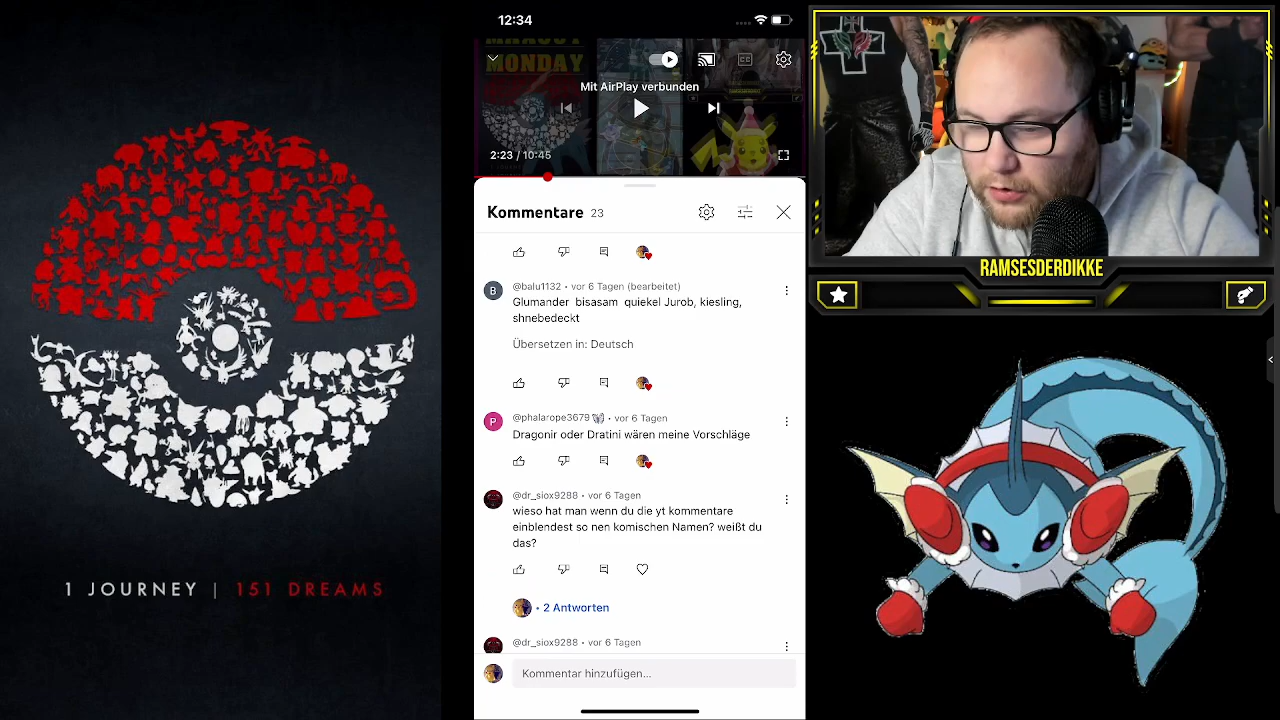 12:34
MONDAY
Mit AirPlay verbunden
2:23 / 10:45
Kommentare 23
@balu1132 • vor 6 Tagen (bearbeitet)
Glumander bisasam quiekel Jurob, kiesling,
shnebedeckt
Übersetzen in: Deutsch
@phalarope3679 • vor 6 Tagen
Dragonir oder Dratini wären meine Vorschläge
@dr_siox9288 • vor 6 Tagen
wieso hat man wenn du die yt kommentare
einblendest so nen komischen Namen? weißt du
das?
• 2 Antworten
@dr_siox9288 • vor 6 Tagen
Kommentar hinzufügen...
B
P
CC
1 JOURNEY | 151 DREAMS
RAMSESDERDIKKE